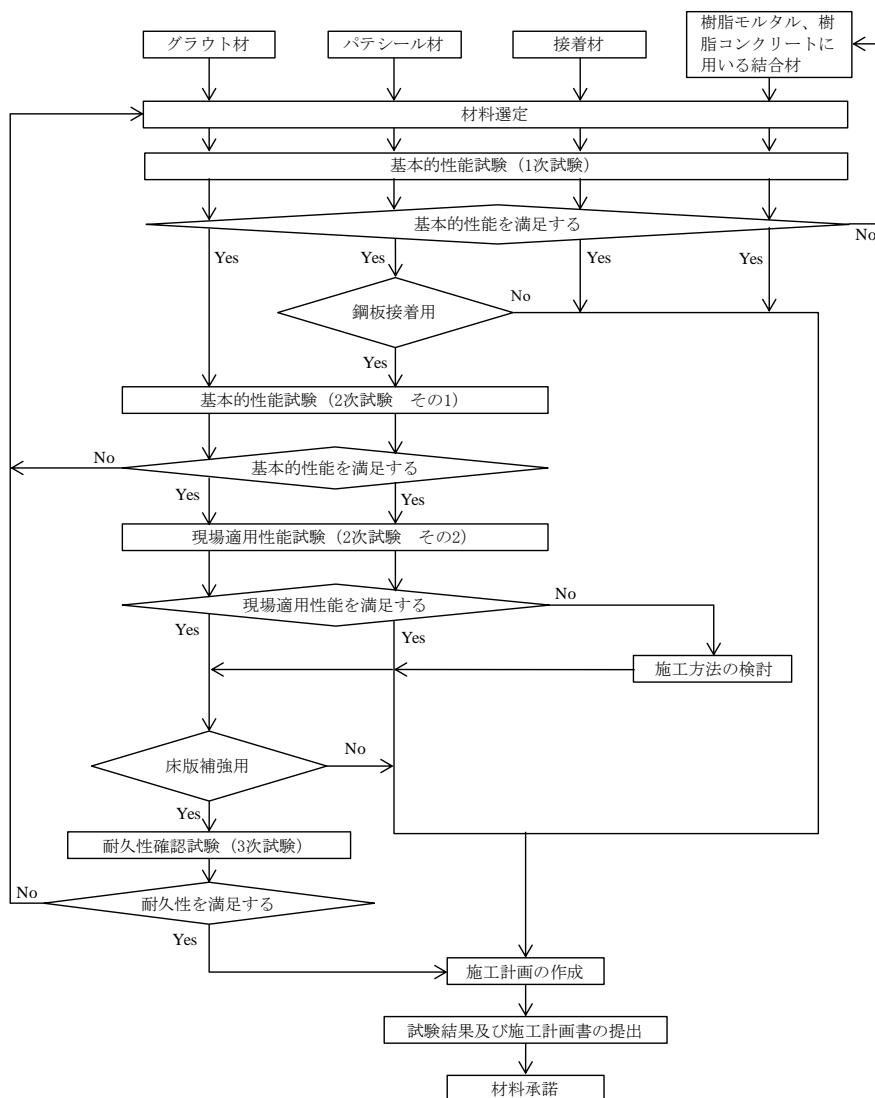 グラウト材
パテシール材
接着材
樹脂モルタル、樹
脂コンクリートに
用いる結合材
材料選定
基本的性能試験（1次試験）
基本的性能を満足する
No
Yes
Yes
Yes
Yes
鋼板接着用
No
Yes
基本的性能試験（2次試験　その1）
基本的性能を満足する
No
Yes
Yes
現場適用性能試験（2次試験　その2）
現場適用性能を満足する
No
Yes
Yes
施工方法の検討
床版補強用
No
Yes
耐久性確認試験（3次試験）
耐久性を満足する
No
Yes
施工計画の作成
試験結果及び施工計画書の提出
材料承諾